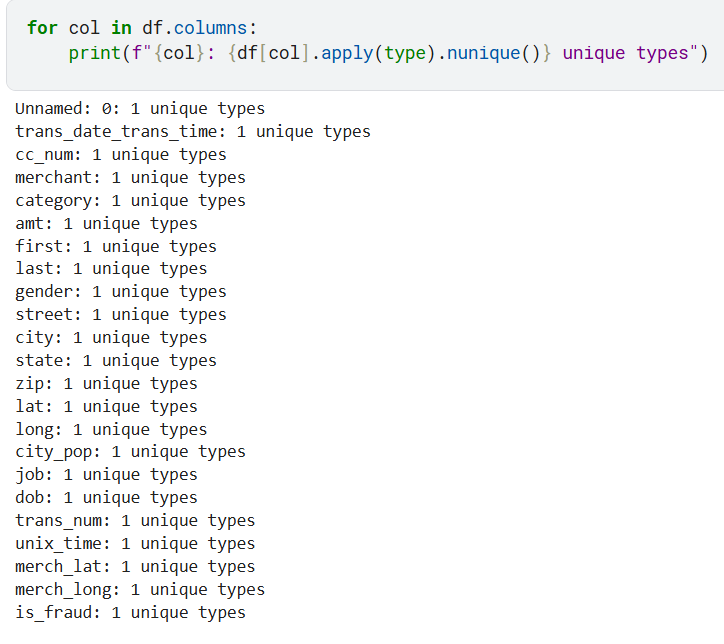 for col in df.columns:
    print(f"{col}: {df[col].apply(type).nunique()} unique types")
Unnamed: 0: 1 unique types
trans_date_trans_time: 1 unique types
cc_num: 1 unique types
merchant: 1 unique types
category: 1 unique types
amt: 1 unique types
first: 1 unique types
last: 1 unique types
gender: 1 unique types
street: 1 unique types
city: 1 unique types
state: 1 unique types
zip: 1 unique types
lat: 1 unique types
long: 1 unique types
city_pop: 1 unique types
job: 1 unique types
dob: 1 unique types
trans_num: 1 unique types
unix_time: 1 unique types
merch_lat: 1 unique types
merch_long: 1 unique types
is_fraud: 1 unique types